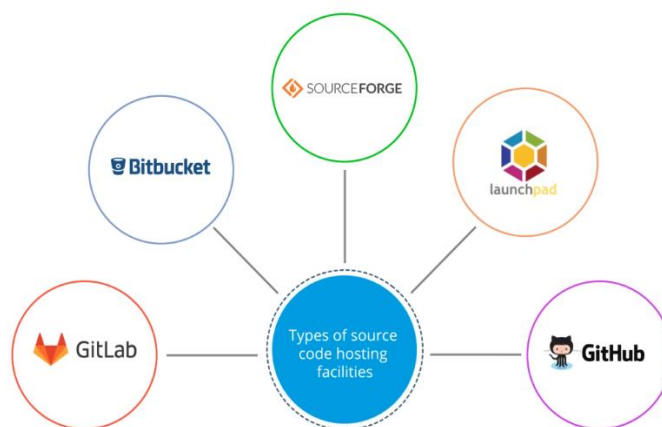 SOURCEFORGE
Bitbucket
launchpad
GitLab
Types of source
code hosting
facilities
GitHub